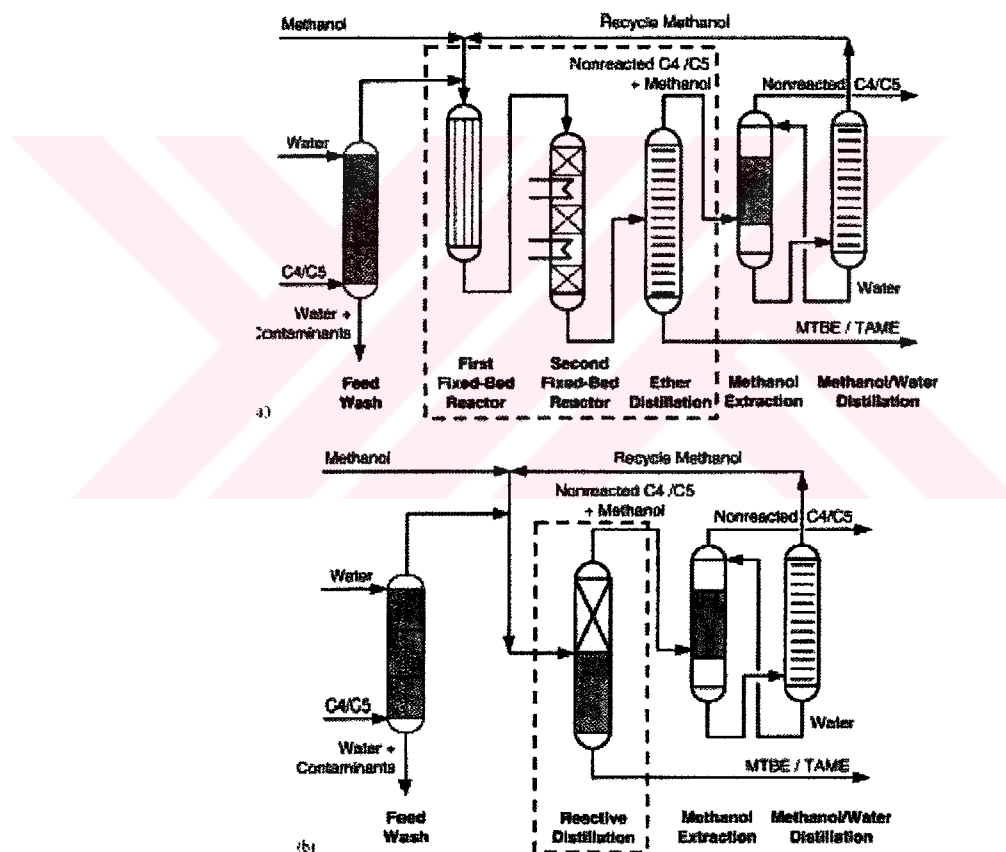 Methanol
Recycle Methanol
Nonreacted C4/C5
+ Methanol
Nonreacted C4/C5
Water
C4/C5
Water +
Contaminants
Water
MTBE / TAME
Feed
Wash
First
Fixed-Bed
Reactor
Second
Fixed-Bed
Reactor
Ether
Distillation
Methanol
Extraction
Methanol/Water
Distillation
a)
Methanol
Recycle Methanol
Nonreacted C4/C5
+ Methanol
Nonreacted C4/C5
Water
C4/C5
Water +
Contaminants
Water
MTBE / TAME
Feed
Wash
Reactive
Distillation
Methanol
Extraction
Methanol/Water
Distillation
(b)